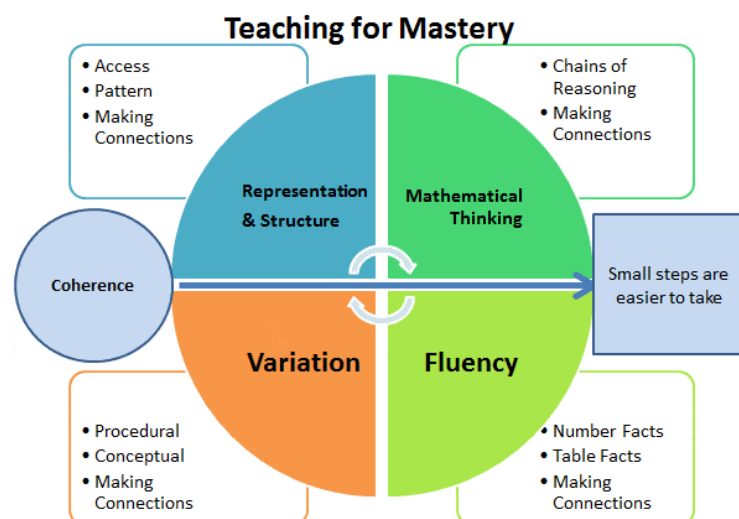 Teaching for Mastery
• Access
• Pattern
• Making
Connections
• Chains of
Reasoning
• Making
Connections
Representation
& Structure
Mathematical
Thinking
Coherence
Small steps are
easier to take
Variation
Fluency
• Procedural
• Conceptual
• Making
Connections
• Number Facts
• Table Facts
• Making
Connections